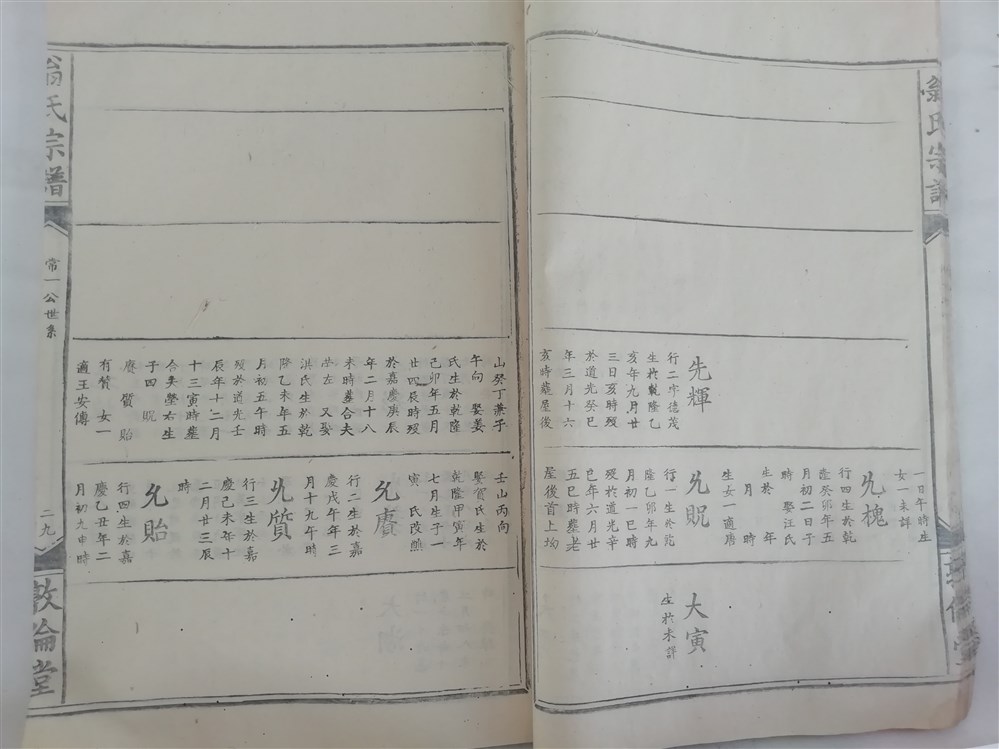 翁氏宗譜
敦倫堂
先輝
行二字德茂
生於乾隆乙
亥年九月廿
三日亥時歿
於道光癸巳
年三月十六
亥時葬屋後
一日午時生
女一未詳
允槐
行四生於乾
隆癸卯年五
月初二日子
時 娶汪氏
生於 年
月 時
生女一適唐
允貺
行一生於乾
隆乙卯年九
月初一巳時
歿於道光辛
巳年六月廿
五巳時葬老
屋後首上均
大寅
生於未詳
山癸丁兼子
午向 娶姜
氏生於乾隆
己卯年五月
廿四辰時歿
於嘉慶庚辰
年二月十八
未時葬合夫
塋左 又娶
洪氏生於乾
隆乙未年五
月初五午時
歿於道光壬
辰年十二月
十三寅時葬
合夫塋右生
子四 貺
賡 質 貽
有贊 女一
適王安傳
壬山丙向
娶賀氏生於
乾隆甲寅年
七月生子一
寅 氏改醮
允賡
行二生於嘉
慶戊午年三
月十九午時
允質
行三生於嘉
慶己未年十
二月廿三辰
時
允貽
行四生於嘉
慶乙丑年二
月初九申時
翁氏宗譜
常一公世系
二九
敦倫堂